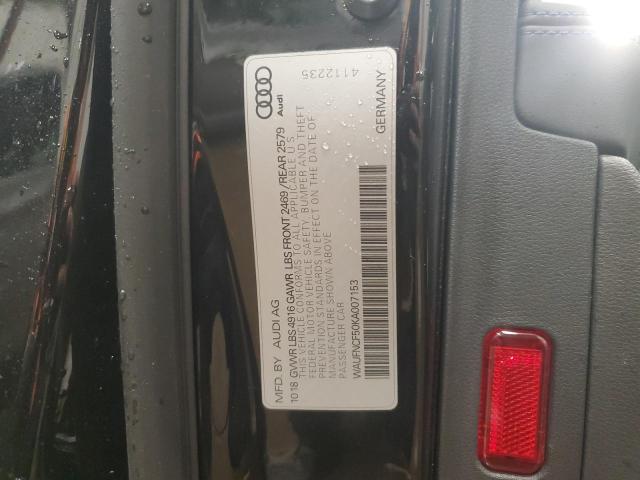 MFD. BY AUDI AG
10 18 GVWR LBS 4916 GAWR LBS FRONT 2469 /REAR 2579
THIS VEHICLE CONFORMS TO ALL APPLICABLE U.S.
FEDERAL MOTOR VEHICLE SAFETY, BUMPER AND THEFT
PREVENTION STANDARDS IN EFFECT ON THE DATE OF
MANUFACTURE SHOWN ABOVE
PASSENGER CAR
WAUFNCF50KA007153
GERMANY
Audi
4112235